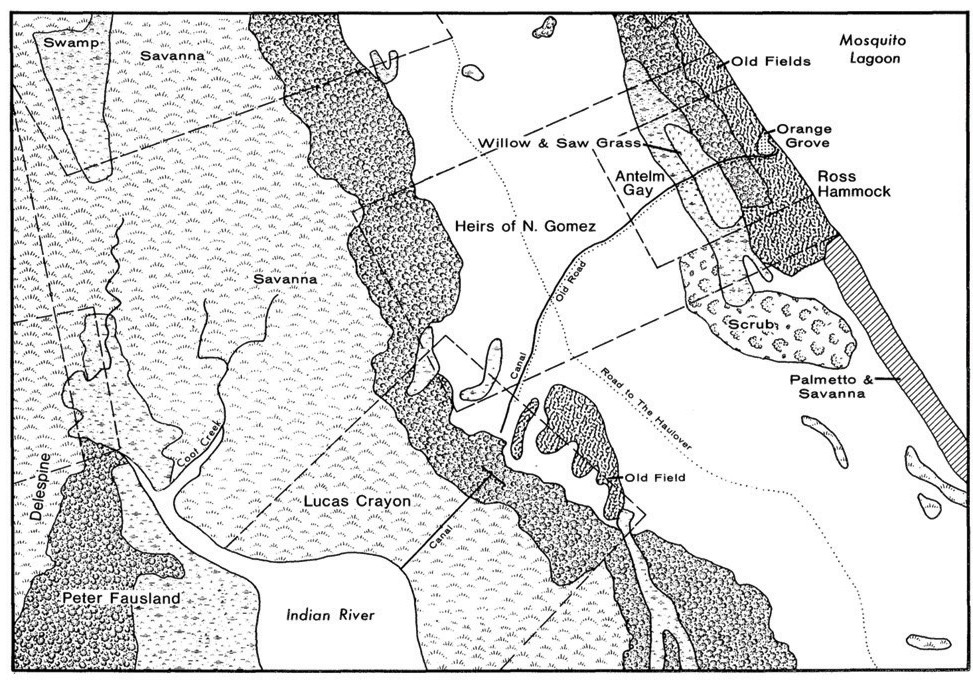 Swamp
Savanna
Mosquito
Lagoon
Old Fields
Willow & Saw Grass
Orange
Grove
Antelm
Gay
Ross
Hammock
Heirs of N. Gomez
Savanna
Old Road
Scrub
Canal
Road to The Haulover
Palmetto &
Savanna
Coot Creek
Delespine
Lucas Crayon
Old Field
Canal
Peter Fausland
Indian River